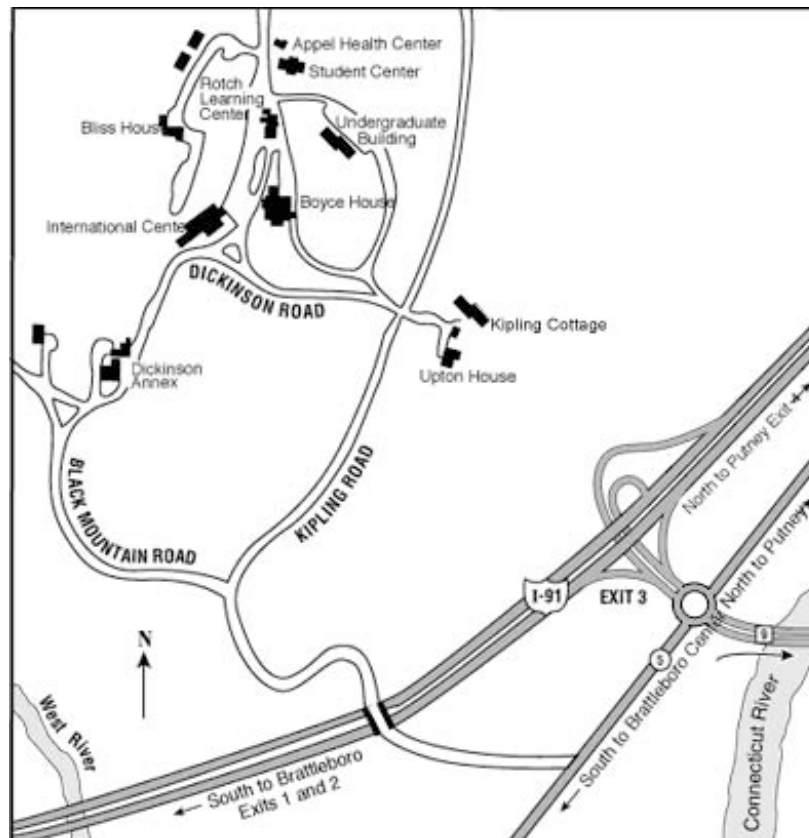 Appel Health Center
Student Center
Rotch
Learning
Center
Bliss House
Undergraduate
Building
Boyce House
International Center
DICKINSON ROAD
Kipling Cottage
Upton House
Dickinson
Annex
BLACK MOUNTAIN ROAD
KIPLING ROAD
North to Putney Exit 4
North to Putney
I-91
EXIT 3
9
5
N
West River
South to Brattleboro Center
South to Brattleboro
Exits 1 and 2
Connecticut River